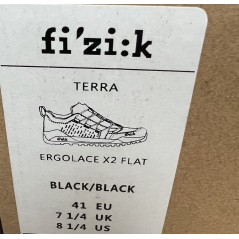 fi'zi:k
TERRA
ERGOLACE X2 FLAT
BLACK/BLACK
41 EU
7 1/4 UK
8 1/4 US